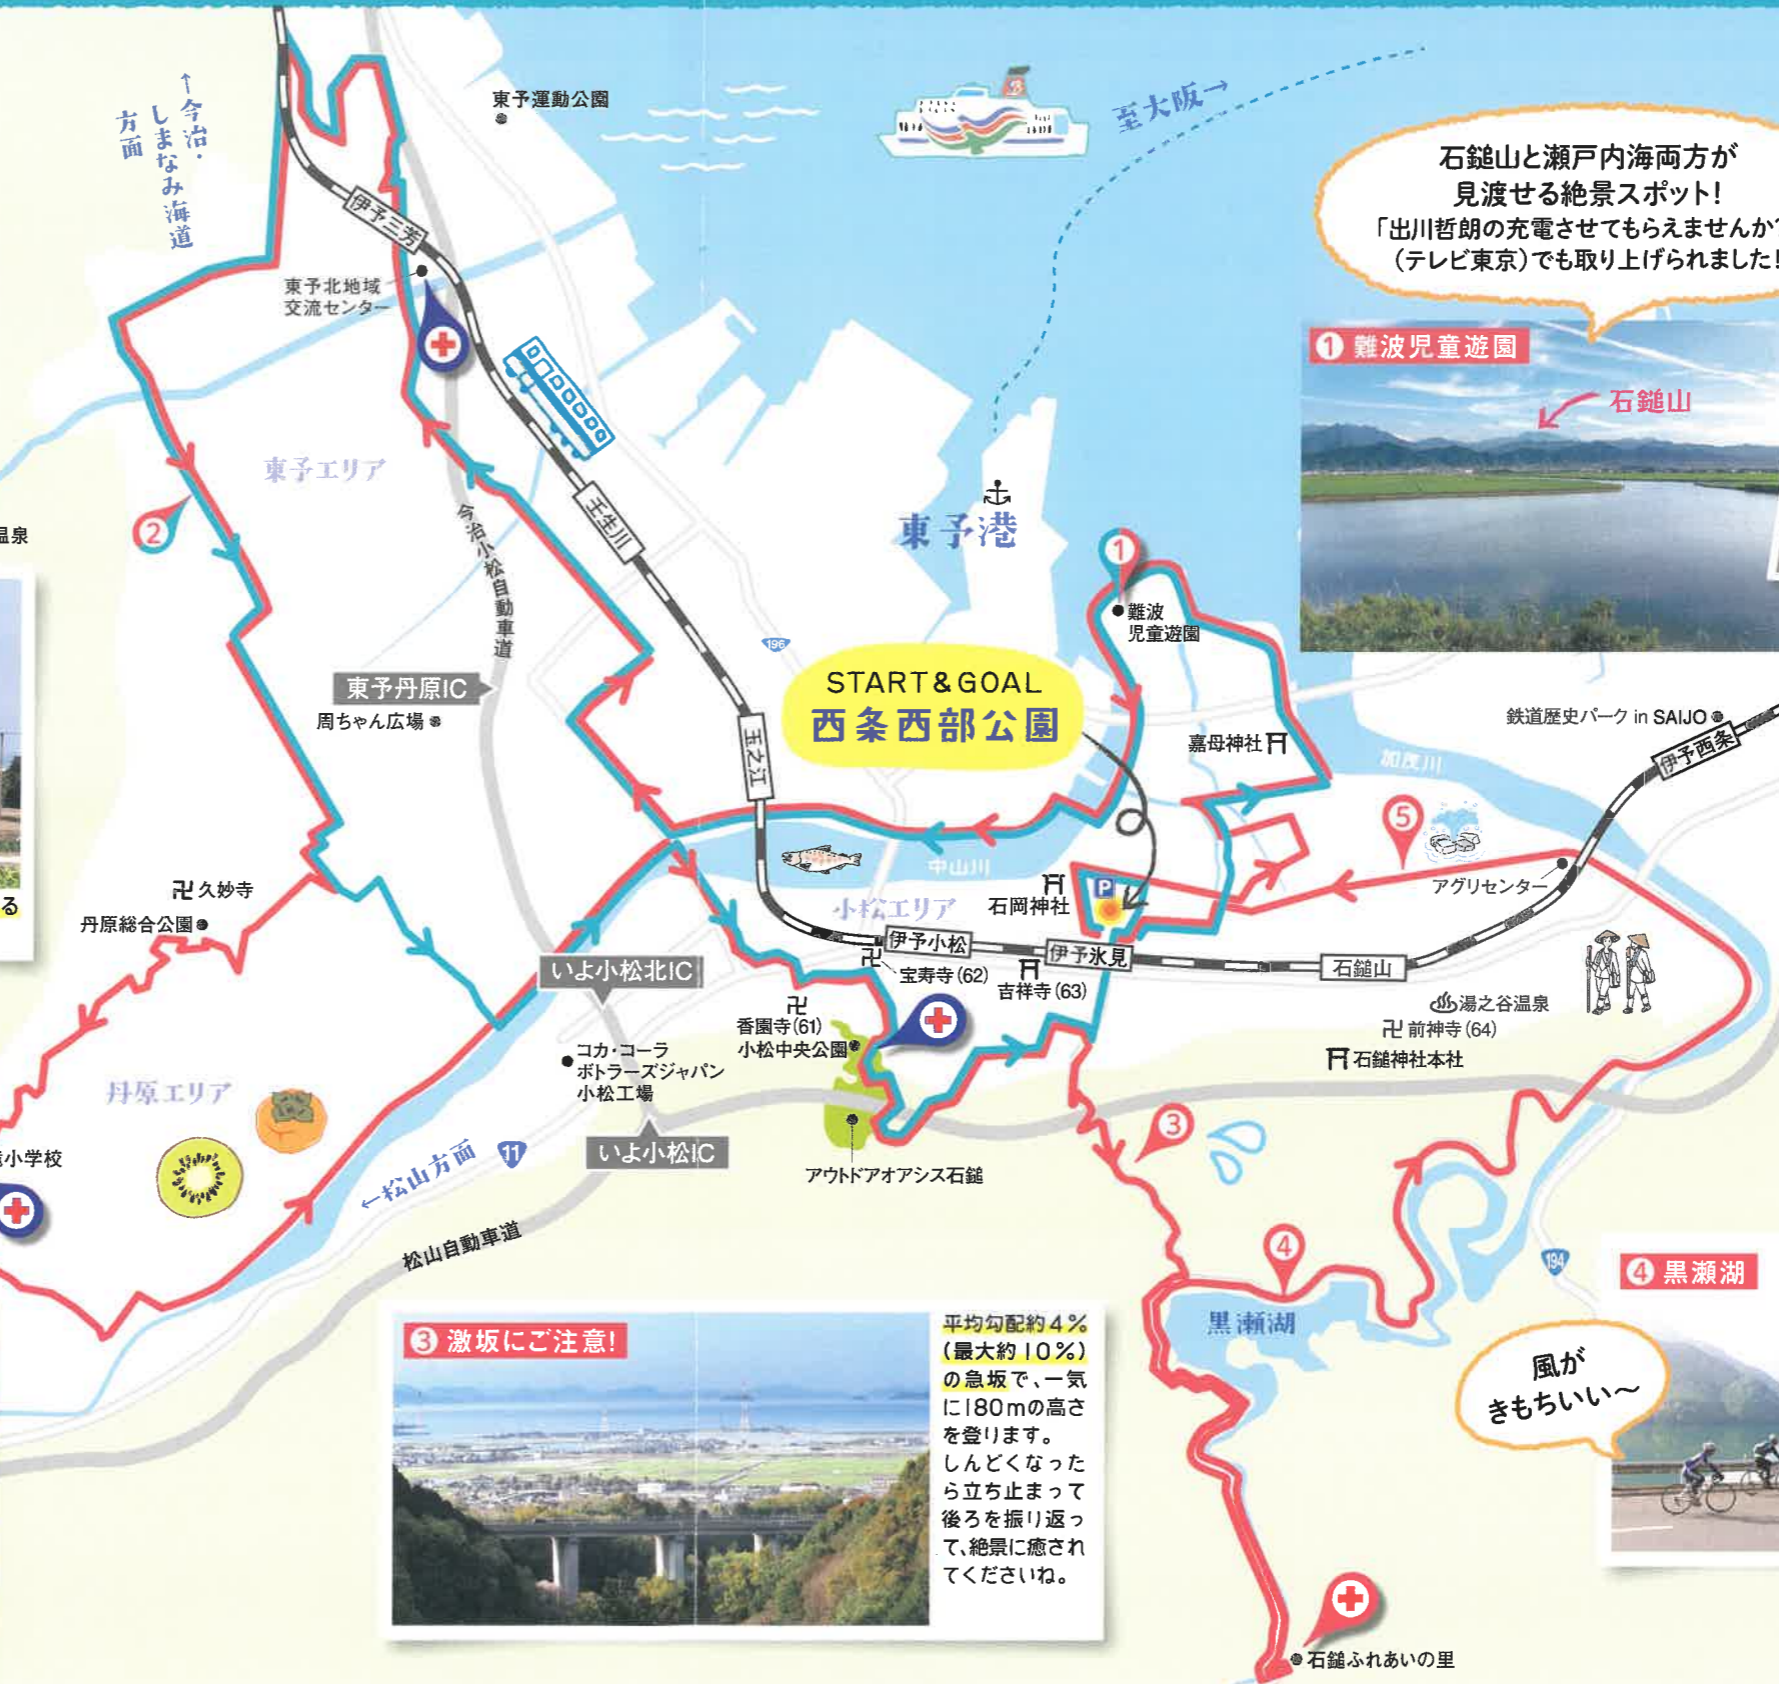 東予運動公園
至大阪→
←今治・
しまなみ海道
方面
石鎚山と瀬戸内海両方が
見渡せる絶景スポット!
「出川哲朗の充電させてもらえませんか
(テレビ東京)でも取り上げられました!
① 難波児童遊園
石鎚山
伊予三芳
東予北地域
交流センター
東予エリア
②
温泉
今治小松自動車道
壬生川
東予港
①
難波
児童遊園
196
START&GOAL
西条西部公園
東予丹原IC
周ちゃん広場
玉之江
嘉母神社
鉄道歴史パーク in SAIJO
伊予西条
加茂川
⑤
アグリセンター
中山川
小松エリア
P
石岡神社
卍久妙寺
丹原総合公園
る
伊予小松
伊予氷見
石鎚山
いよ小松北IC
卍
宝寿寺(62)
吉祥寺(63)
卍
香園寺(61)
小松中央公園
湯之谷温泉
卍前神寺(64)
石鎚神社本社
コカ・コーラ
ボトラーズジャパン
小松工場
丹原エリア
小学校
←松山方面
11
いよ小松IC
アウトドアオアシス石鎚
③
松山自動車道
④
194
黒瀬湖
④ 黒瀬湖
風が
きもちいい〜
③ 激坂にご注意!
平均勾配約4%
(最大約10%)
の急坂で、一気
に180mの高さ
を登ります。
しんどくなった
ら立ち止まって
後ろを振り返っ
て、絶景に癒され
てくださいね。
石鎚ふれあいの里